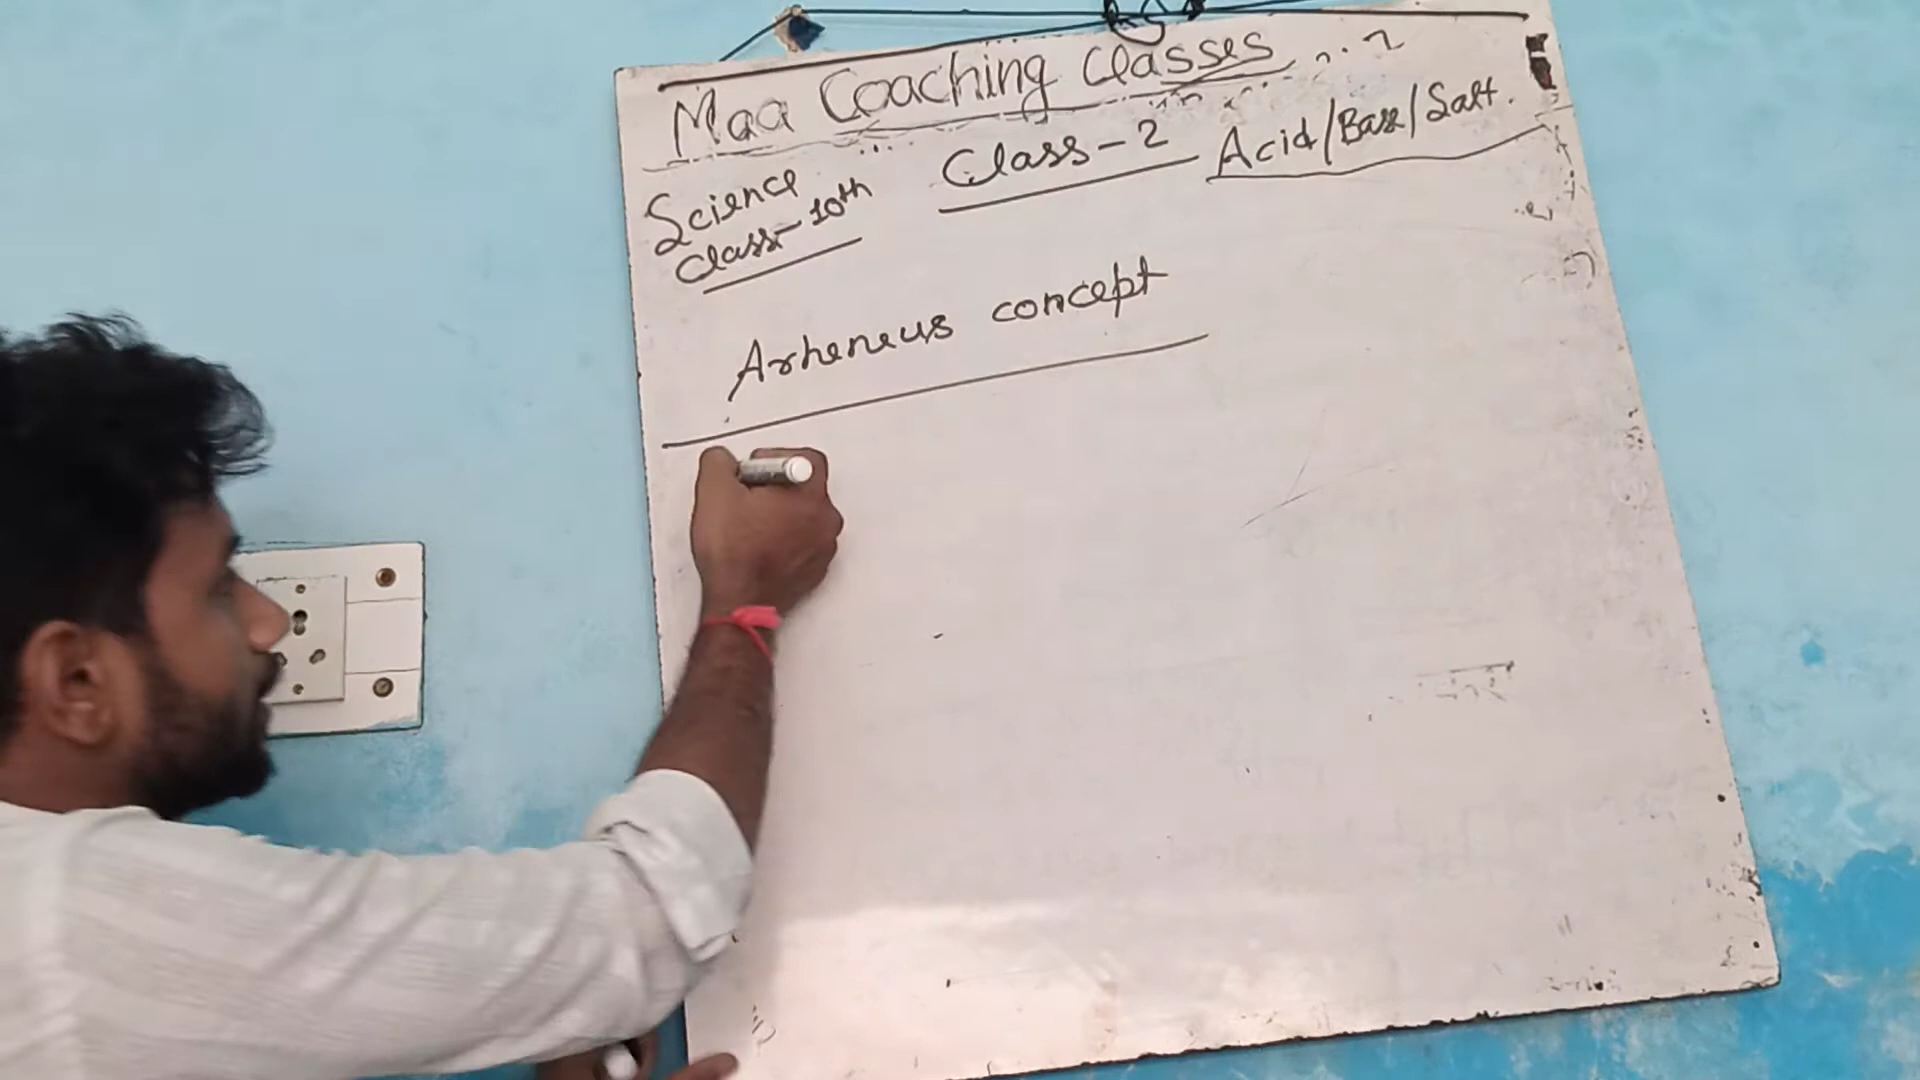 Maa Coaching Classes
Science Class-2 Acid/Base/Salt.
Class-10th
Arheneus concept